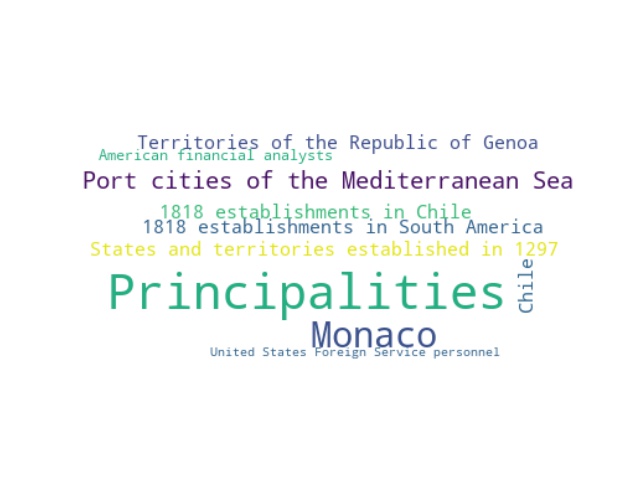 Territories of the Republic of Genoa
American financial analysts
Port cities of the Mediterranean Sea
1818 establishments in Chile
1818 establishments in South America
States and territories established in 1297
Principalities
Chile
Monaco
United States Foreign Service personnel